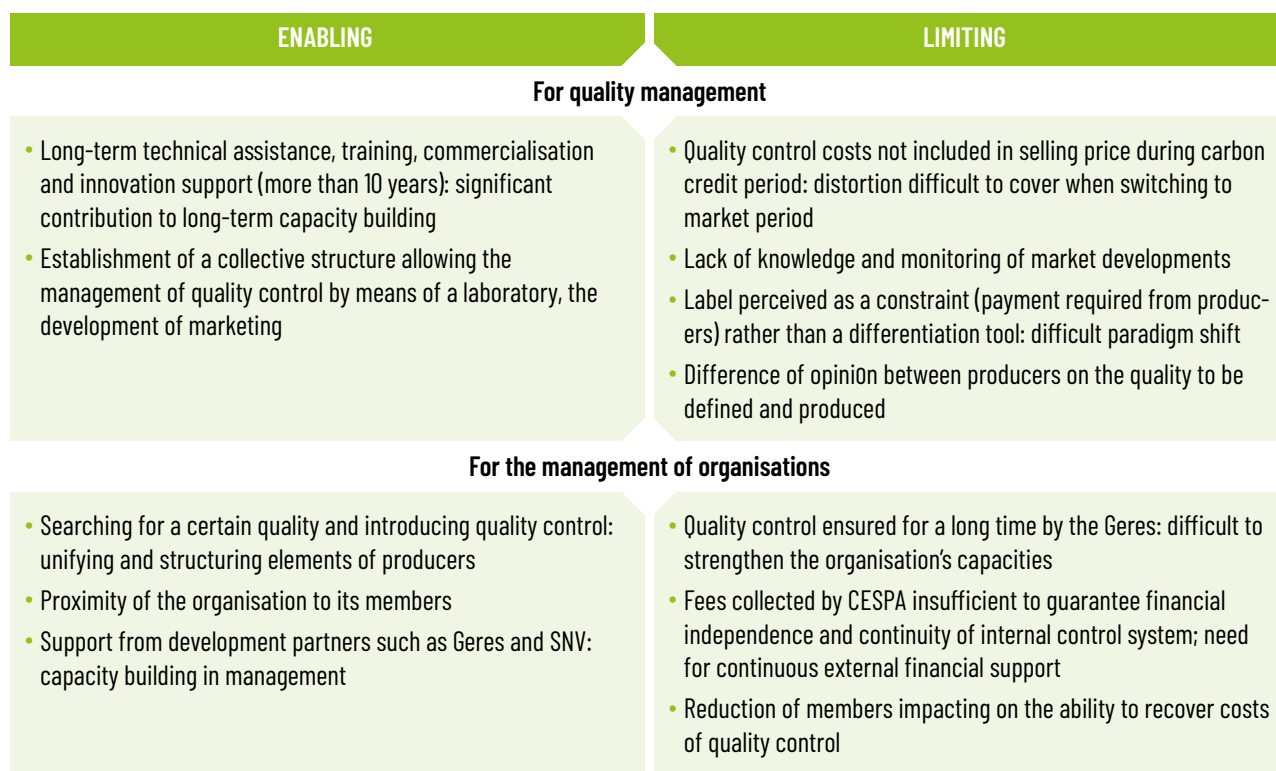 ENABLING
LIMITING
For quality management
• Long-term technical assistance, training, commercialisation
and innovation support (more than 10 years): significant
contribution to long-term capacity building
• Establishment of a collective structure allowing the
management of quality control by means of a laboratory, the
development of marketing
• Quality control costs not included in selling price during carbon
credit period: distortion difficult to cover when switching to
market period
• Lack of knowledge and monitoring of market developments
• Label perceived as a constraint (payment required from produc-
ers) rather than a differentiation tool: difficult paradigm shift
• Difference of opinion between producers on the quality to be
defined and produced
For the management of organisations
• Searching for a certain quality and introducing quality control:
unifying and structuring elements of producers
• Proximity of the organisation to its members
• Support from development partners such as Geres and SNV:
capacity building in management
• Quality control ensured for a long time by the Geres: difficult to
strengthen the organisation's capacities
• Fees collected by CESPA insufficient to guarantee financial
independence and continuity of internal control system; need
for continuous external financial support
• Reduction of members impacting on the ability to recover costs
of quality control